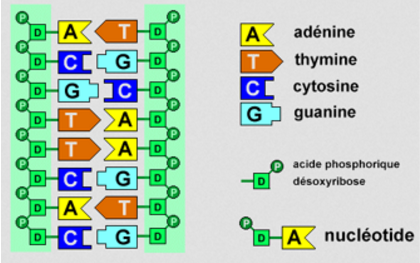 P P
D A T D
P P
D C G D
P P
D G C D
P P
D T A D
P P
D T A D
P P
D C G D
P P
D A T D
P P
D C G D
A adénine
T thymine
C cytosine
G guanine
P acide phosphorique
D désoxyribose
P
D A nucléotide